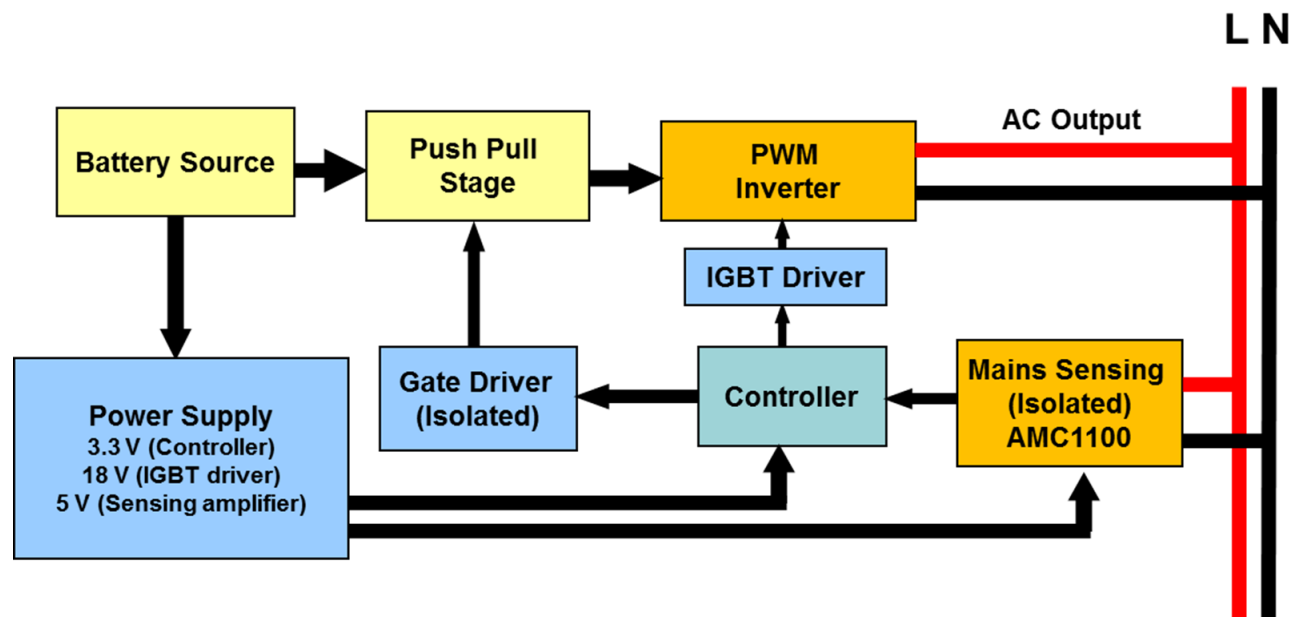 L N
AC Output
Battery Source
Push Pull
Stage
PWM
Inverter
IGBT Driver
Power Supply
3.3 V (Controller)
18 V (IGBT driver)
5 V (Sensing amplifier)
Gate Driver
(Isolated)
Controller
Mains Sensing
(Isolated)
AMC1100